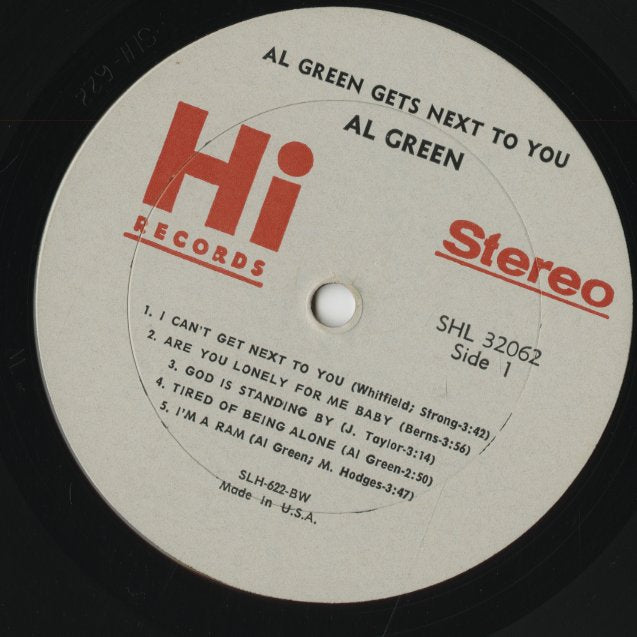 AL GREEN GETS NEXT TO YOU
AL GREEN
Hi
RECORDS
Stereo
SHL 32062
Side 1
1. I CAN'T GET NEXT TO YOU (Whitfield; Strong-3:42)
2. ARE YOU LONELY FOR ME BABY (Berns-3:56)
3. GOD IS STANDING BY (J. Taylor-3:14)
4. TIRED OF BEING ALONE (Al Green-2:50)
5. I'M A RAM (Al Green; M. Hodges-3:47)
SLH-622-BW
Made in U.S.A.